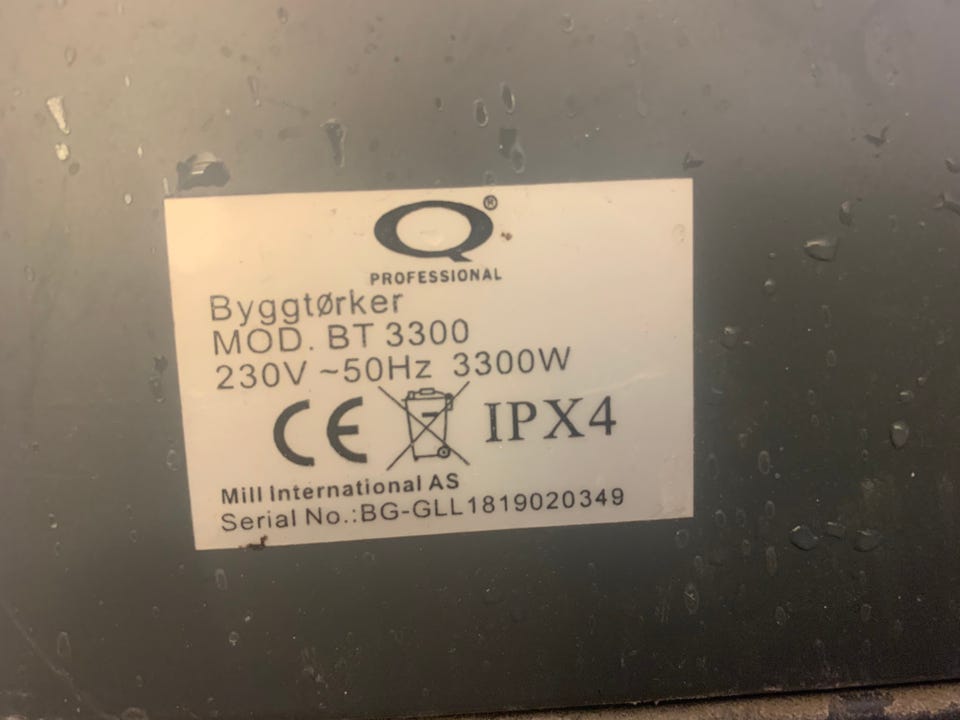 Q®
PROFESSIONAL
Byggtørker
MOD. BT 3300
230V ~50Hz 3300W
CE IPX4
Mill International AS
Serial No.:BG-GLL1819020349